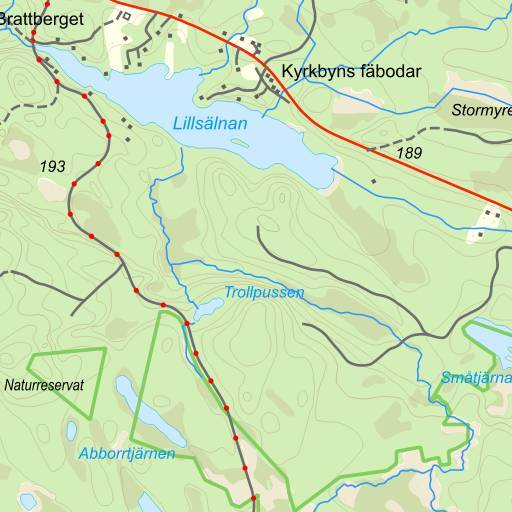 Brattberget
Kyrkbyns fäbodar
Stormyre
Lillsälnan
189
193
Trollpussen
Småtjärna
Naturreservat
Abborrtjärnen